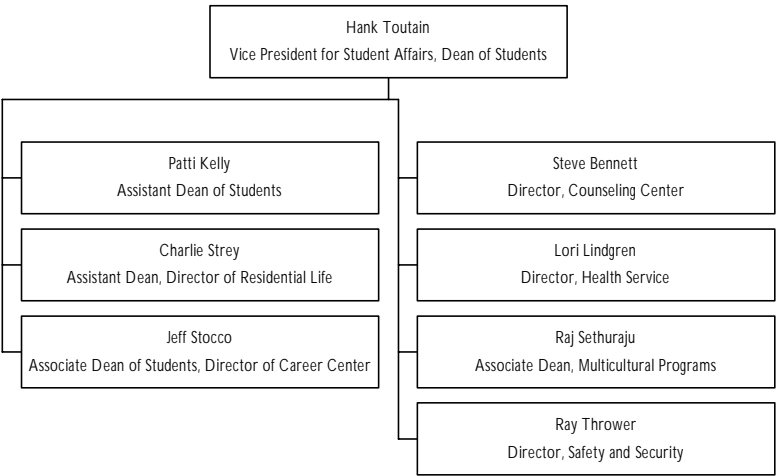 Hank Toutain
Vice President for Student Affairs, Dean of Students
Patti Kelly
Assistant Dean of Students
Charlie Strey
Assistant Dean, Director of Residential Life
Jeff Stocco
Associate Dean of Students, Director of Career Center
Steve Bennett
Director, Counseling Center
Lori Lindgren
Director, Health Service
Raj Sethuraju
Associate Dean, Multicultural Programs
Ray Thrower
Director, Safety and Security